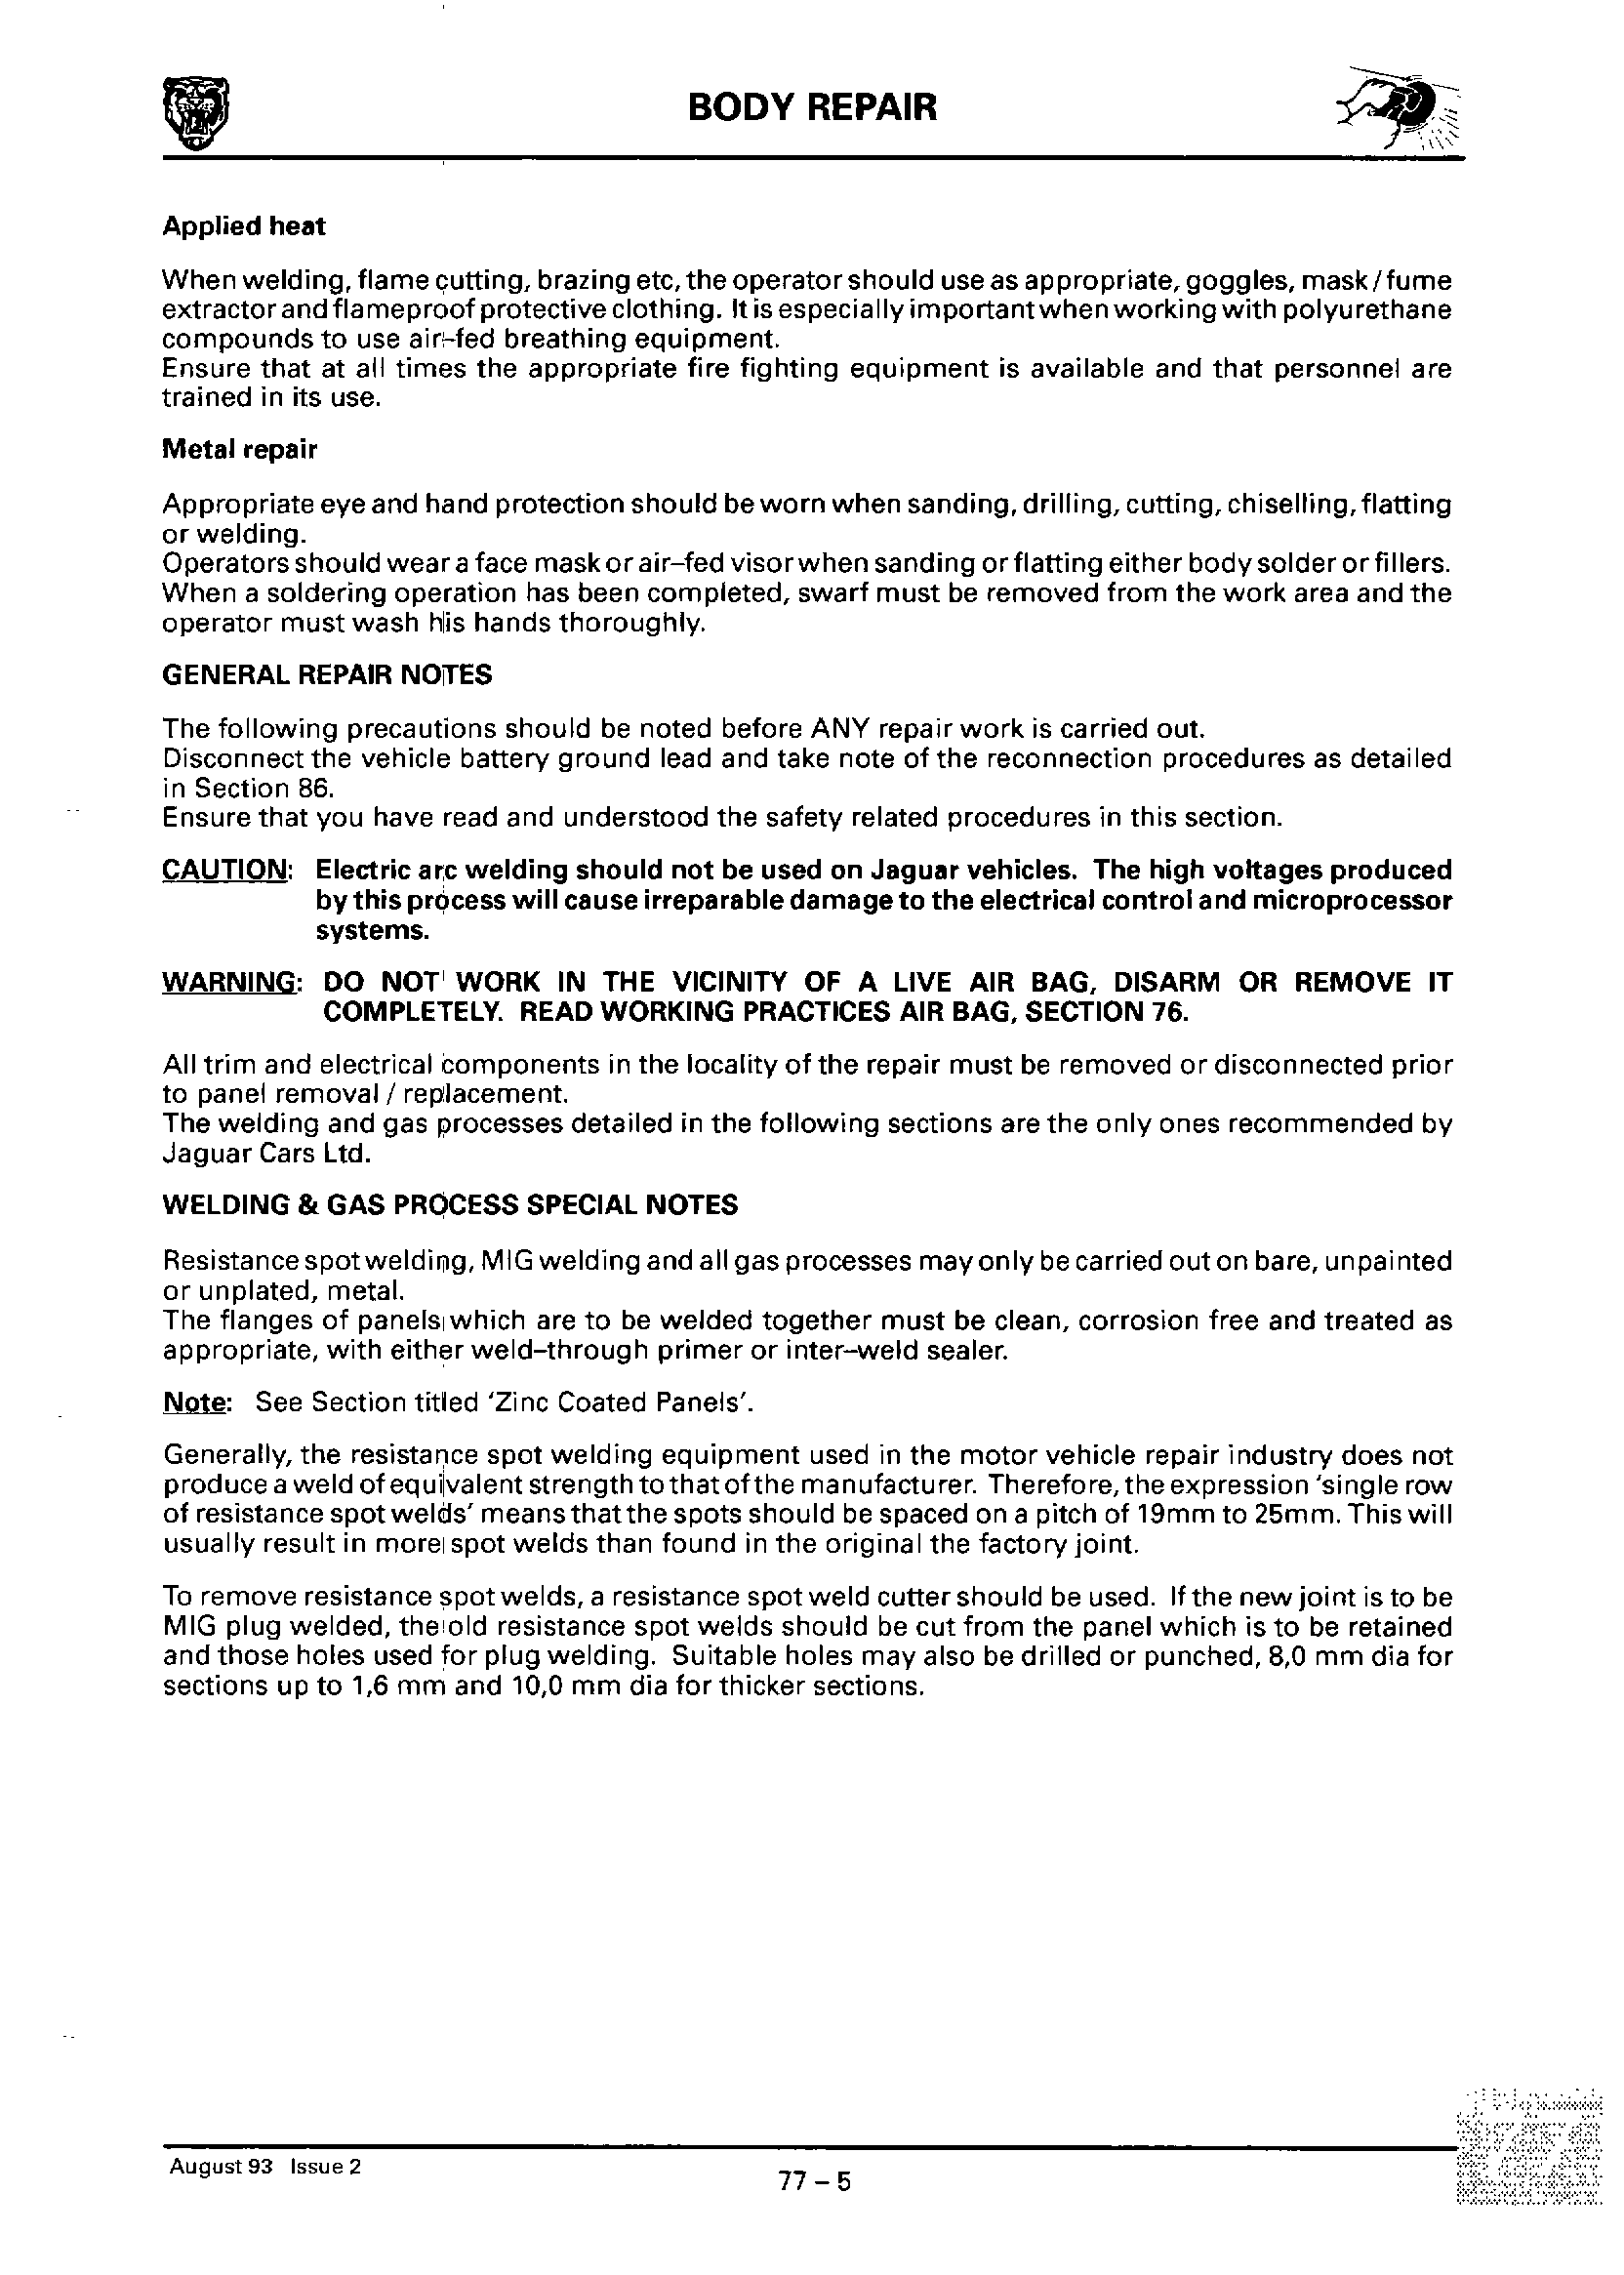 BODY REPAIR
Applied heat
When welding, flame cutting, brazing etc, the operator should use as appropriate, goggles, mask / fume
extractor and flameproof protective clothing. It is especially important when working with polyurethane
compounds to use air-fed breathing equipment.
Ensure that at all times the appropriate fire fighting equipment is available and that personnel are
trained in its use.
Metal repair
Appropriate eye and hand protection should be worn when sanding, drilling, cutting, chiselling, flatting
or welding.
Operators should wear a face mask or air-fed visor when sanding or flatting either body solder or fillers.
When a soldering operation has been completed, swarf must be removed from the work area and the
operator must wash his hands thoroughly.
GENERAL REPAIR NOTES
The following precautions should be noted before ANY repair work is carried out.
Disconnect the vehicle battery ground lead and take note of the reconnection procedures as detailed
in Section 86.
Ensure that you have read and understood the safety related procedures in this section.
CAUTION: Electric arc welding should not be used on Jaguar vehicles. The high voltages produced
by this process will cause irreparable damage to the electrical control and microprocessor
systems.
WARNING: DO NOT WORK IN THE VICINITY OF A LIVE AIR BAG, DISARM OR REMOVE IT
COMPLETELY. READ WORKING PRACTICES AIR BAG, SECTION 76.
All trim and electrical components in the locality of the repair must be removed or disconnected prior
to panel removal / replacement.
The welding and gas processes detailed in the following sections are the only ones recommended by
Jaguar Cars Ltd.
WELDING & GAS PROCESS SPECIAL NOTES
Resistance spot welding, MIG welding and all gas processes may only be carried out on bare, unpainted
or unplated, metal.
The flanges of panels which are to be welded together must be clean, corrosion free and treated as
appropriate, with either weld-through primer or inter-weld sealer.
Note: See Section titled 'Zinc Coated Panels'.
Generally, the resistance spot welding equipment used in the motor vehicle repair industry does not
produce a weld of equivalent strength to that of the manufacturer. Therefore, the expression 'single row
of resistance spot welds' means that the spots should be spaced on a pitch of 19mm to 25mm. This will
usually result in more spot welds than found in the original the factory joint.
To remove resistance spot welds, a resistance spot weld cutter should be used. If the new joint is to be
MIG plug welded, the old resistance spot welds should be cut from the panel which is to be retained
and those holes used for plug welding. Suitable holes may also be drilled or punched, 8,0 mm dia for
sections up to 1,6 mm and 10,0 mm dia for thicker sections.
August 93 Issue 2
77 – 5